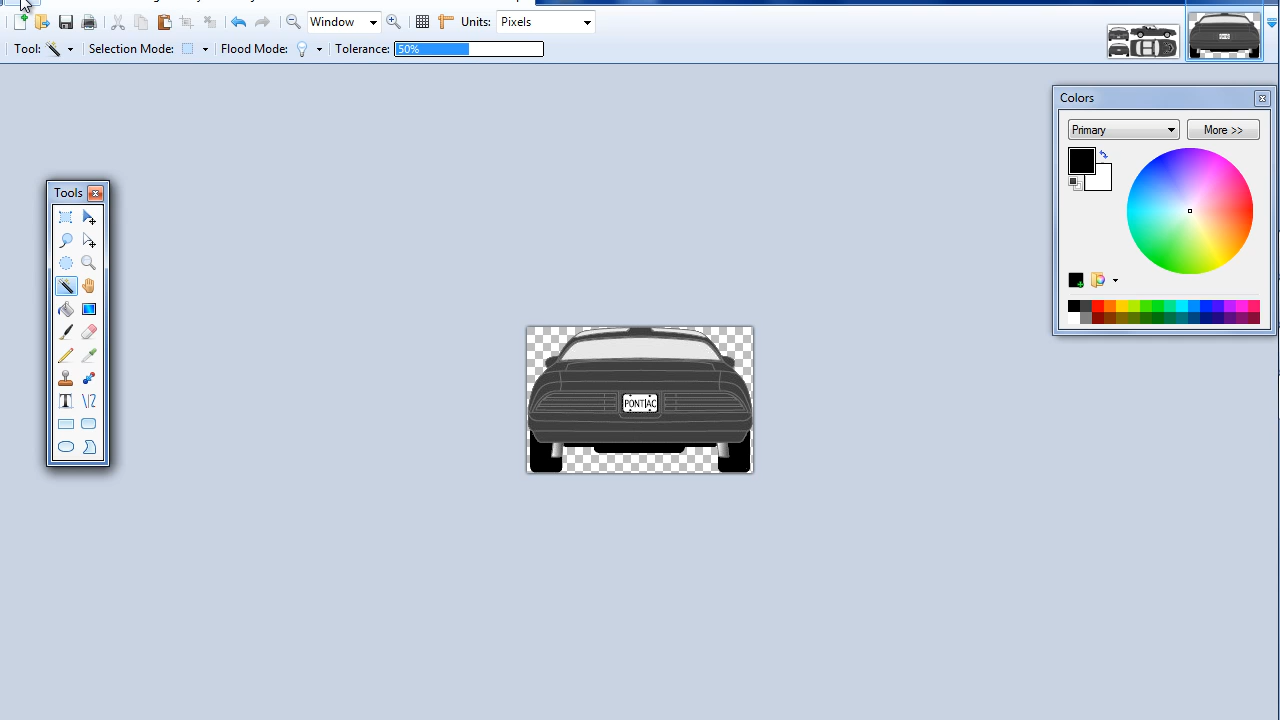 Window
Units:
Pixels
Tool:
Selection Mode:
Flood Mode:
Tolerance:
50%
Colors
Primary
More >>
Tools
PONTIAC